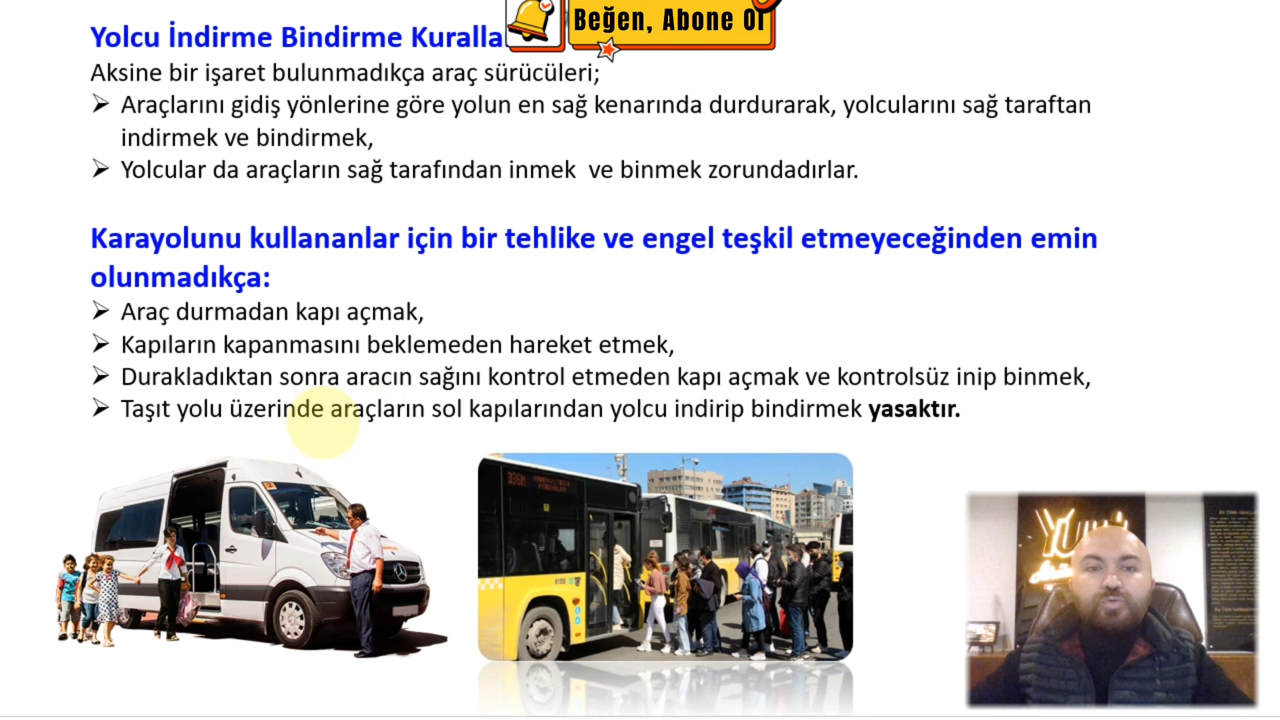 Beğen, Abone Ol
Yolcu İndirme Bindirme Kuralla
Aksine bir işaret bulunmadıkça araç sürücüleri;
➢ Araçlarını gidiş yönlerine göre yolun en sağ kenarında durdurarak, yolcularını sağ taraftan
indirmek ve bindirmek,
➢ Yolcular da araçların sağ tarafından inmek ve binmek zorundadırlar.
Karayolunu kullananlar için bir tehlike ve engel teşkil etmeyeceğinden emin
olunmadıkça:
➢ Araç durmadan kapı açmak,
➢ Kapıların kapanmasını beklemeden hareket etmek,
➢ Durakladıktan sonra aracın sağını kontrol etmeden kapı açmak ve kontrolsüz inip binmek,
➢ Taşıt yolu üzerinde araçların sol kapılarından yolcu indirip bindirmek yasaktır.